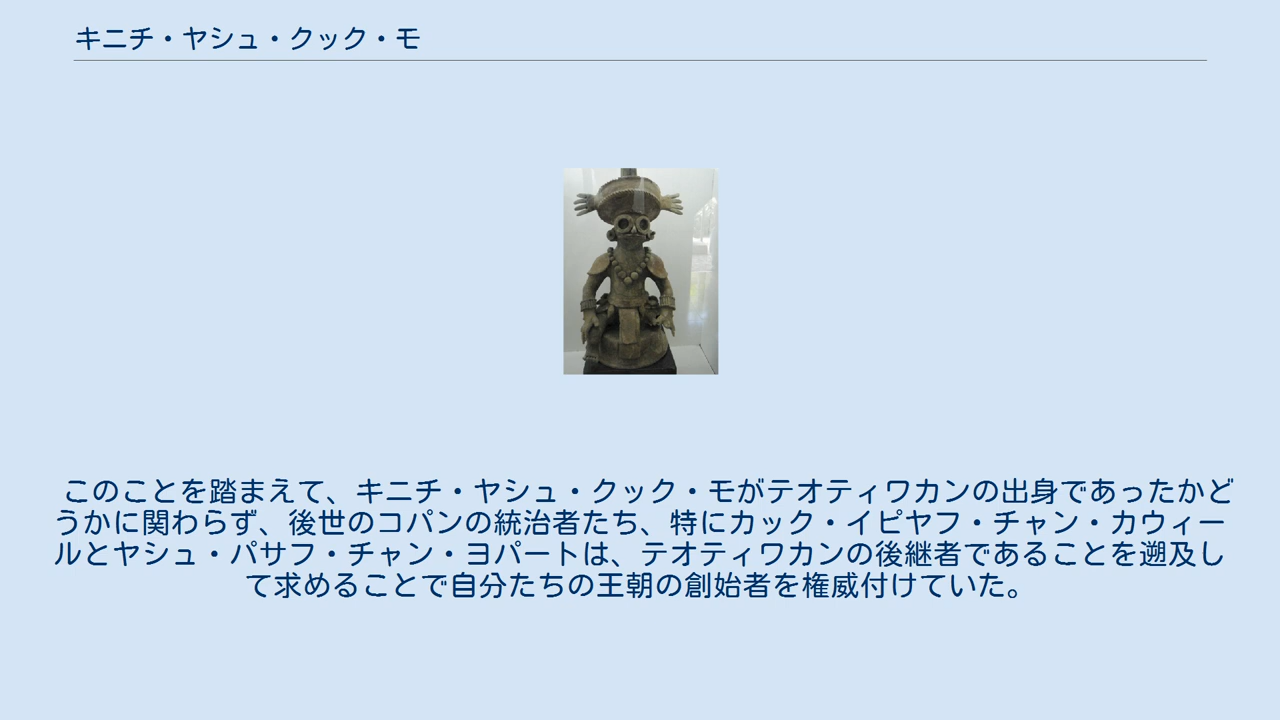 キニチ・ヤシュ・クック・モ
このことを踏まえて、キニチ・ヤシュ・クック・モがテオティワカンの出身であったかど
うかに関わらず、後世のコパンの統治者たち、特にカック・イピヤフ・チャン・カウィー
ルとヤシュ・パサフ・チャン・ヨパートは、テオティワカンの後継者であることを遡及し
て求めることで自分たちの王朝の創始者を権威付けていた。